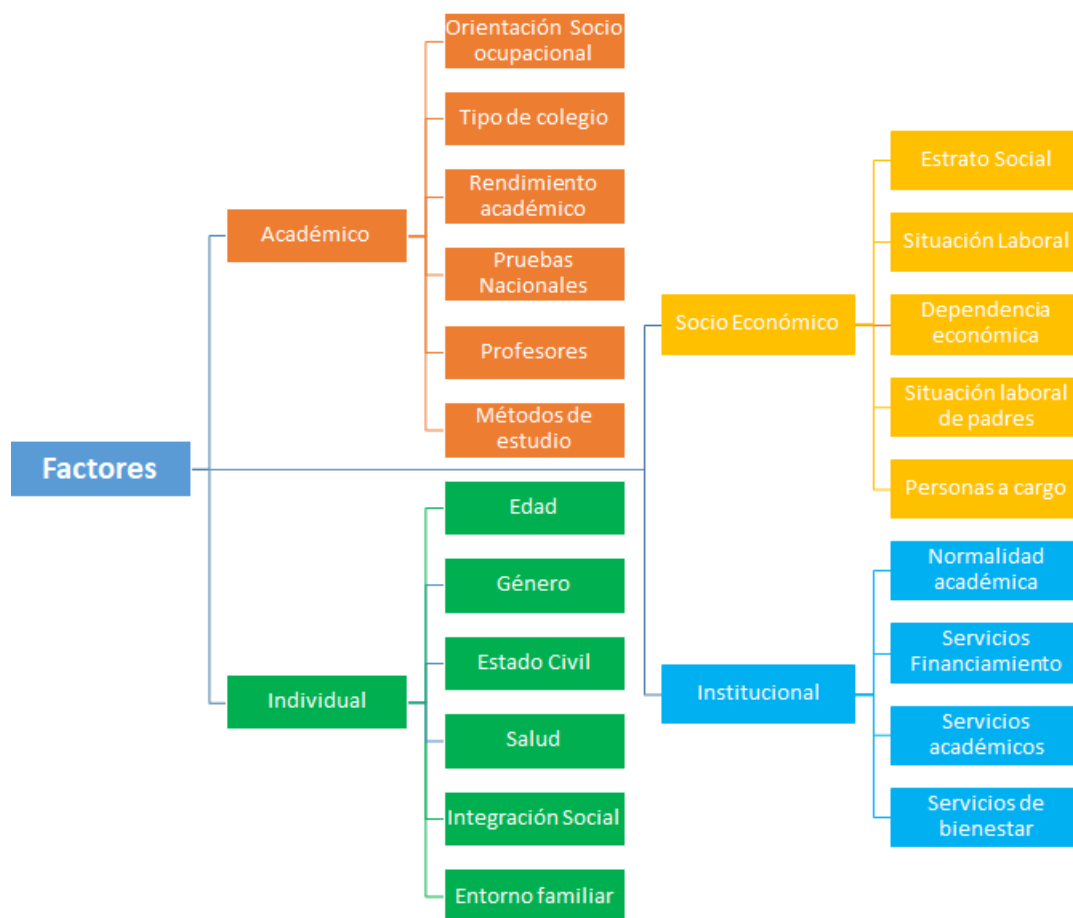 Factores
Académico
Orientación Socio
ocupacional
Tipo de colegio
Rendimiento
académico
Pruebas
Nacionales
Profesores
Métodos de
estudio
Individual
Edad
Género
Estado Civil
Salud
Integración Social
Entorno familiar
Socio Económico
Estrato Social
Situación Laboral
Dependencia
económica
Situación laboral
de padres
Personas a cargo
Institucional
Normalidad
académica
Servicios
Financiamiento
Servicios
académicos
Servicios de
bienestar